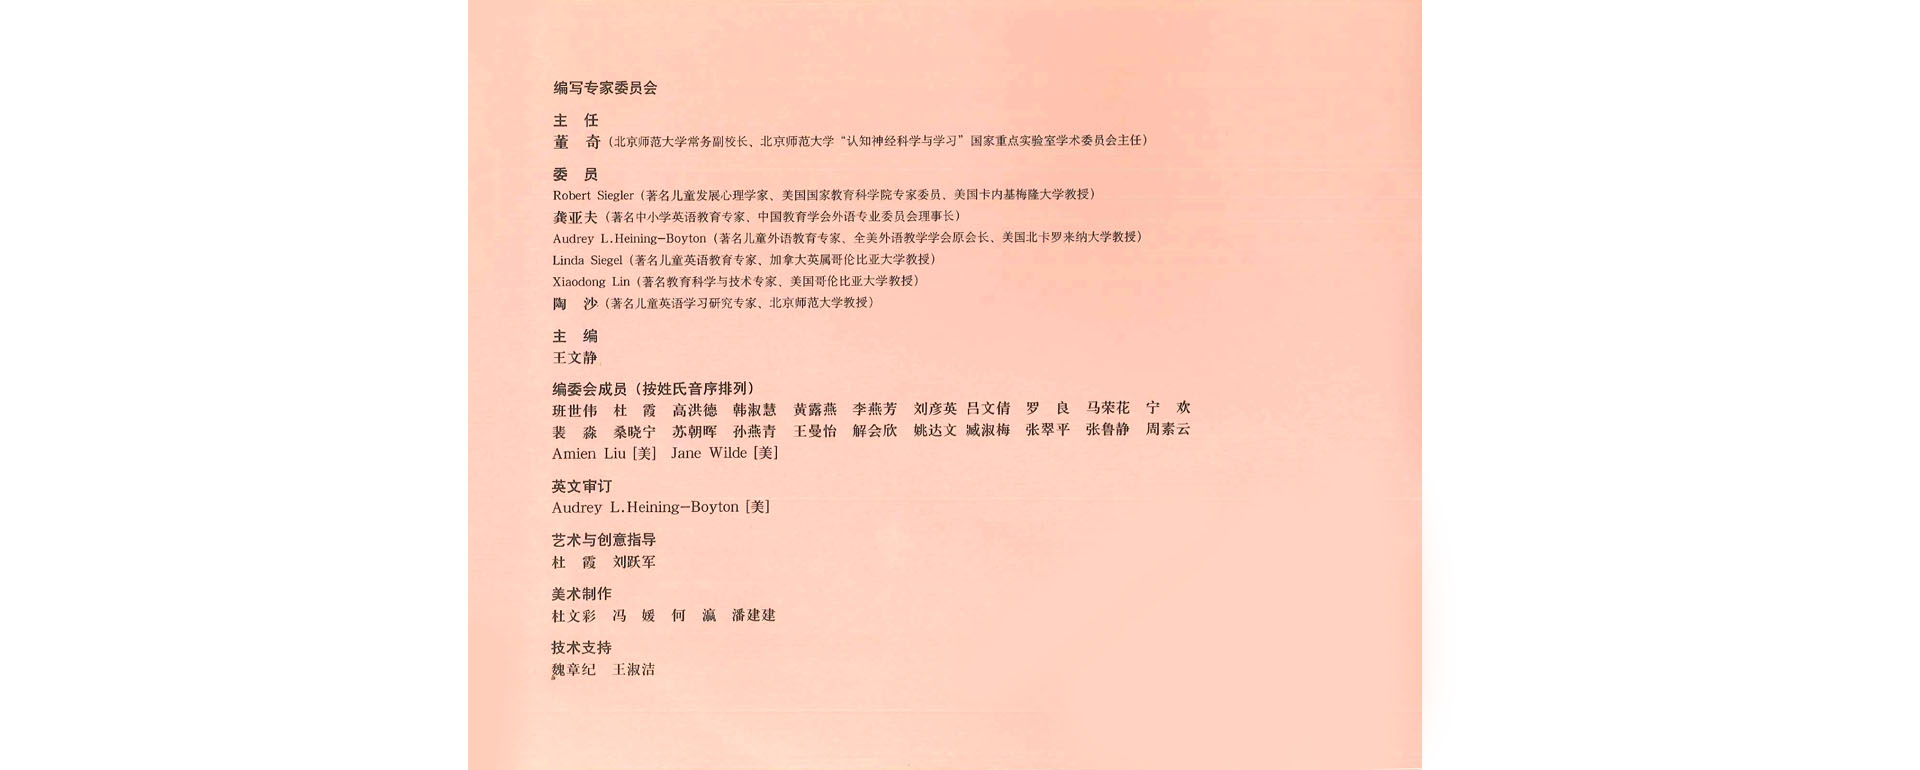 编写专家委员会
主　任
董　奇（北京师范大学常务副校长、北京师范大学“认知神经科学与学习”国家重点实验室学术委员会主任）
委　员
Robert Siegler（著名儿童发展心理学家、美国国家教育科学院专家委员、美国卡内基梅隆大学教授）
龚亚夫（著名中小学英语教育专家、中国教育学会外语专业委员会理事长）
Audrey L.Heining-Boyton（著名儿童外语教育专家、全美外语教学学会原会长、美国北卡罗来纳大学教授）
Linda Siegel（著名儿童英语教育专家、加拿大英属哥伦比亚大学教授）
Xiaodong Lin（著名教育科学与技术专家、美国哥伦比亚大学教授）
陶　沙（著名儿童英语学习研究专家、北京师范大学教授）
主　编
王文静
编委会成员（按姓氏音序排列）
班世伟　杜　霞　高洪德　韩淑慧　黄露燕　李燕芳　刘彦英　吕文倩　罗　良　马荣花　宁　欢
裴　淼　桑晓宁　苏朝晖　孙燕青　王曼怡　解会欣　姚达文　臧淑梅　张翠平　张鲁静　周素云
Amien Liu [美]　Jane Wilde [美]
英文审订
Audrey L.Heining-Boyton [美]
艺术与创意指导
杜　霞　刘跃军
美术制作
杜文彩　冯　媛　何　瀛　潘建建
技术支持
魏章纪　王淑洁